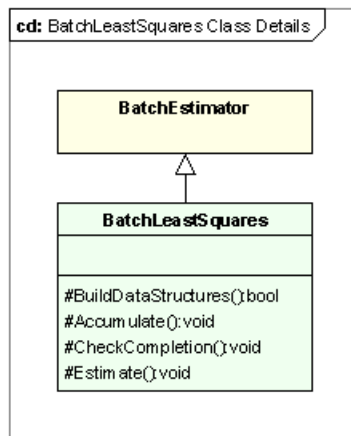 cd: BatchLeastSquares Class Details
BatchEstimator
BatchLeastSquares
#BuildDataStructures():bool
#Accumulate():void
#CheckCompletion():void
#Estimate():void